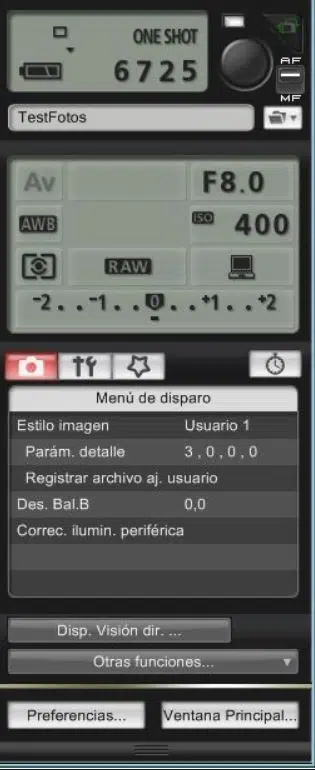 ONE SHOT
6725
AF
MF
TestFotos
Av
F8.0
AWB
ISO 400
RAW
-2..-1..0..+1..+2
Menú de disparo
Estilo imagen Usuario 1
Parám. detalle 3 , 0 , 0 , 0
Registrar archivo aj. usuario
Des. Bal.B 0,0
Correc. ilumin. periférica
Disp. Visión dir. ...
Otras funciones...
Preferencias... Ventana Principal...